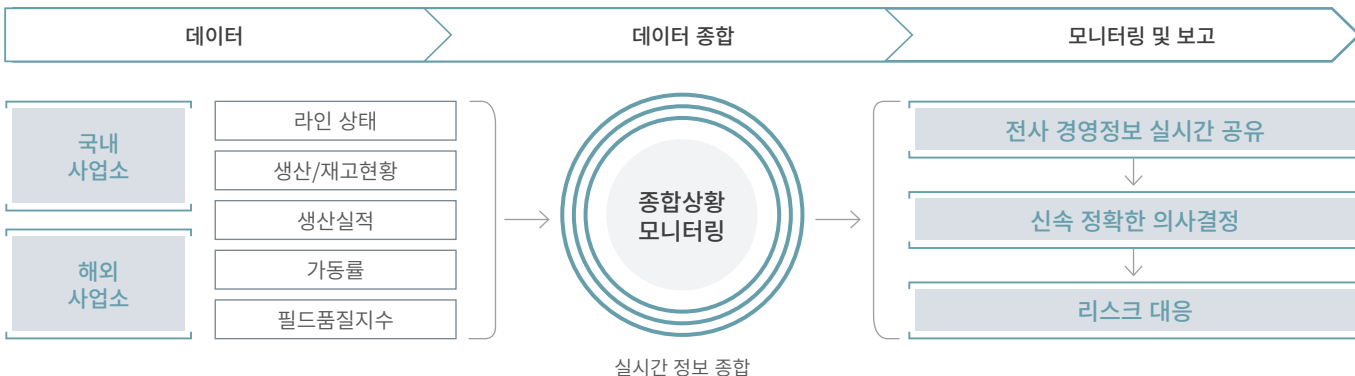 데이터
데이터 종합
모니터링 및 보고
국내
사업소
해외
사업소
라인 상태
생산/재고현황
생산실적
가동률
필드품질지수
종합상황
모니터링
실시간 정보 종합
전사 경영정보 실시간 공유
신속 정확한 의사결정
리스크 대응